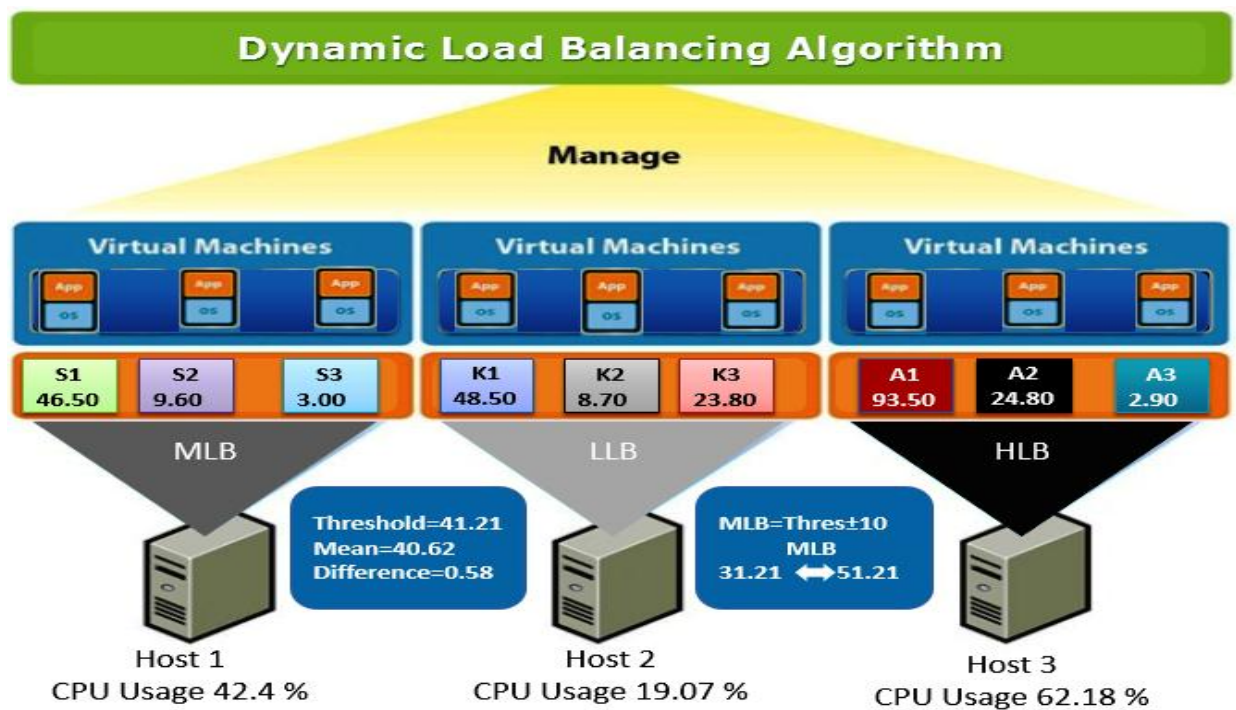 Dynamic Load Balancing Algorithm
Manage
Virtual Machines
App
OS
App
OS
App
OS
Virtual Machines
App
OS
App
OS
App
OS
Virtual Machines
App
OS
App
OS
App
OS
S1
46.50
S2
9.60
S3
3.00
K1
48.50
K2
8.70
K3
23.80
A1
93.50
A2
24.80
A3
2.90
MLB
LLB
HLB
Threshold=41.21
Mean=40.62
Difference=0.58
MLB=Thres±10
MLB
31.21 ⟺ 51.21
Host 1
CPU Usage 42.4 %
Host 2
CPU Usage 19.07 %
Host 3
CPU Usage 62.18 %